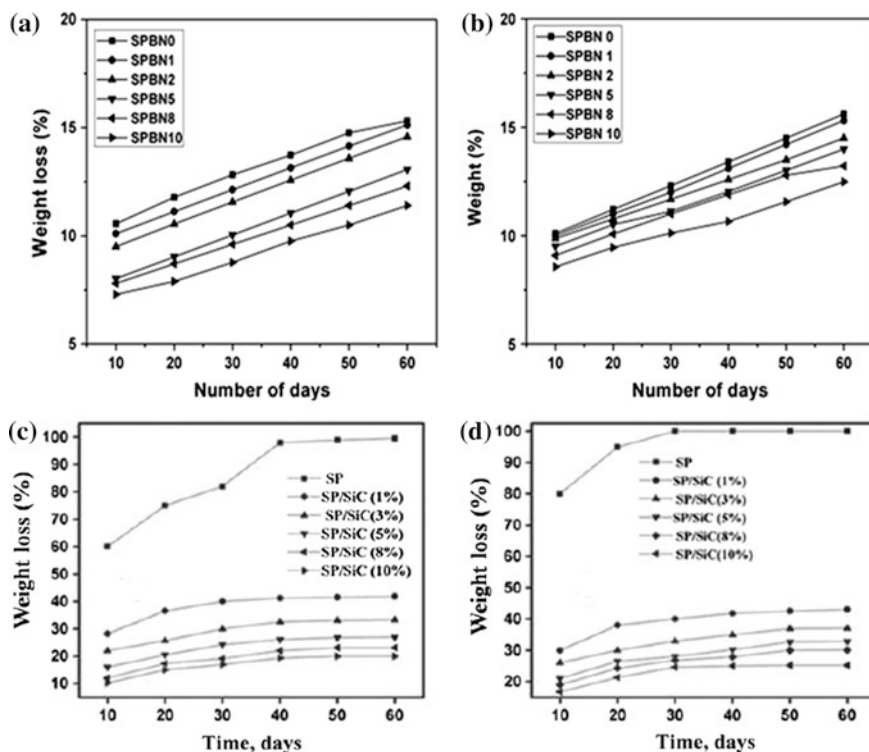 (a)
SPBN0
SPBN1
SPBN2
SPBN5
SPBN8
SPBN10
Weight loss (%)
20
15
10
5
10 20 30 40 50 60
Number of days
(b)
SPBN 0
SPBN 1
SPBN 2
SPBN 5
SPBN 8
SPBN 10
Weight (%)
20
15
10
5
10 20 30 40 50 60
Number of days
(c)
SP
SP/SiC (1%)
SP/SiC(3%)
SP/SiC (5%)
SP/SiC (8%)
SP/SiC (10%)
Weight loss (%)
100
90
80
70
60
50
40
30
20
10
10 20 30 40 50 60
Time, days
(d)
SP
SP/SiC (1%)
SP/SiC (3%)
SP/SiC (5%)
SP/SiC(8%)
SP/SiC(10%)
Weight loss (%)
100
90
80
70
60
50
40
30
20
10 20 30 40 50 60
Time, days